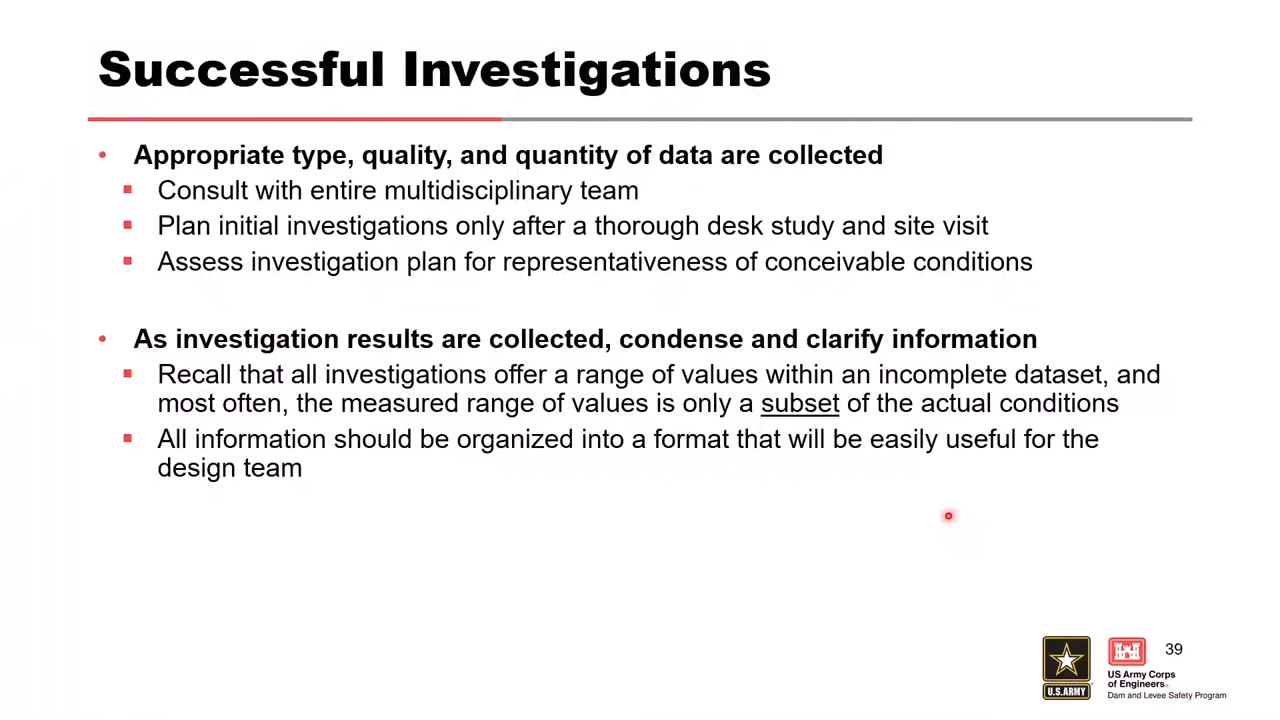 Successful Investigations
• Appropriate type, quality, and quantity of data are collected
▪ Consult with entire multidisciplinary team
▪ Plan initial investigations only after a thorough desk study and site visit
▪ Assess investigation plan for representativeness of conceivable conditions
• As investigation results are collected, condense and clarify information
▪ Recall that all investigations offer a range of values within an incomplete dataset, and
most often, the measured range of values is only a subset of the actual conditions
▪ All information should be organized into a format that will be easily useful for the
design team
39
U.S.ARMY
US Army Corps
of Engineers®
Dam and Levee Safety Program